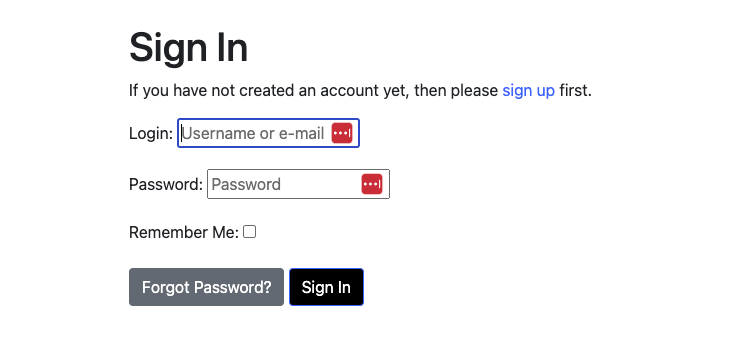 Sign In
If you have not created an account yet, then please sign up first.
Login: Username or e-mail
Password: Password
Remember Me:
Forgot Password? Sign In